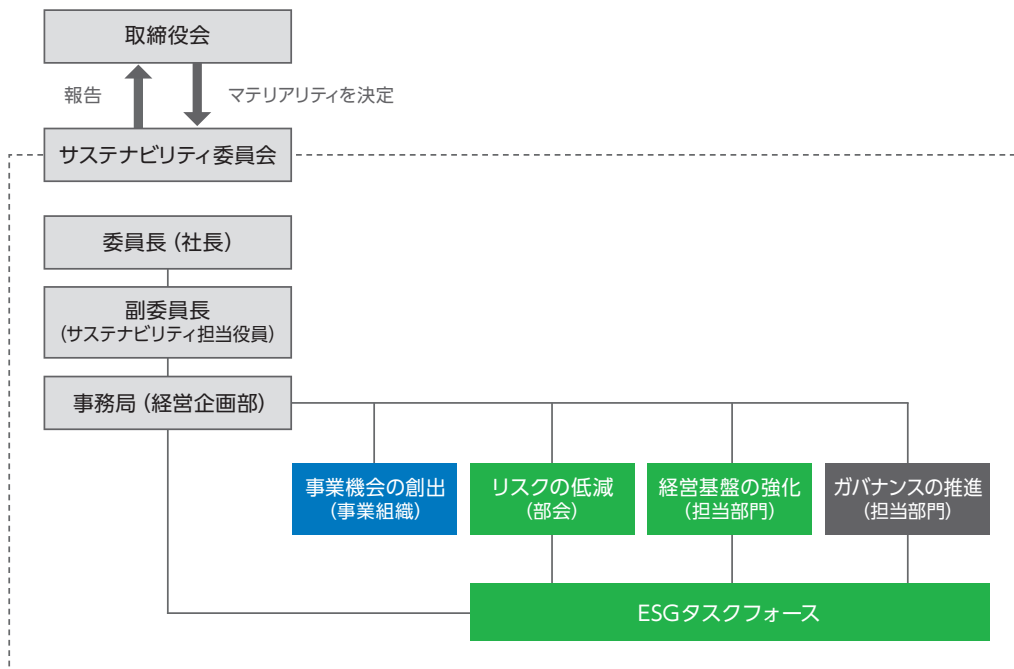 取締役会
報告
マテリアリティを決定
サステナビリティ委員会
委員長（社長）
副委員長
（サステナビリティ担当役員）
事務局（経営企画部）
事業機会の創出
（事業組織）
リスクの低減
（部会）
経営基盤の強化
（担当部門）
ガバナンスの推進
（担当部門）
ESGタスクフォース